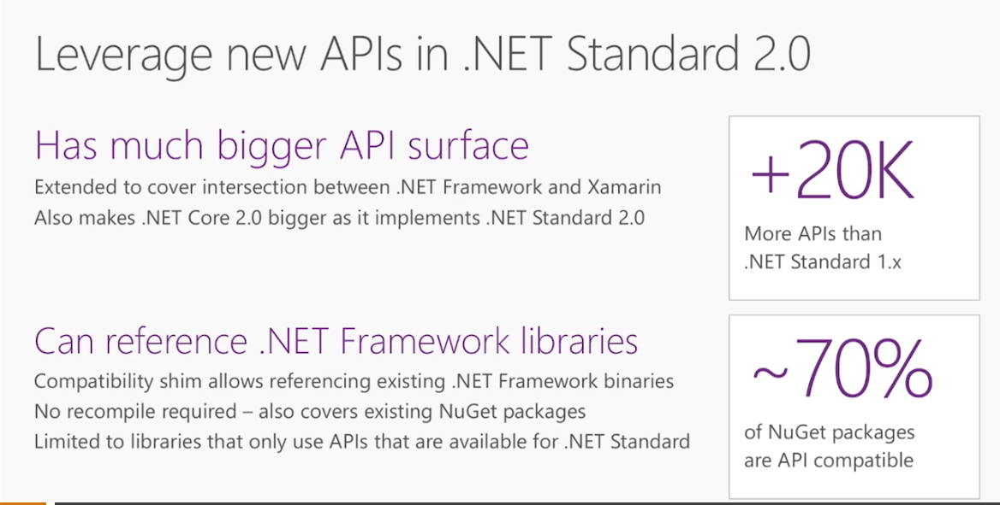 Leverage new APIs in .NET Standard 2.0
Has much bigger API surface
Extended to cover intersection between .NET Framework and Xamarin
Also makes .NET Core 2.0 bigger as it implements .NET Standard 2.0
+20K
More APIs than
.NET Standard 1.x
Can reference .NET Framework libraries
Compatibility shim allows referencing existing .NET Framework binaries
No recompile required – also covers existing NuGet packages
Limited to libraries that only use APIs that are available for .NET Standard
~70%
of NuGet packages
are API compatible